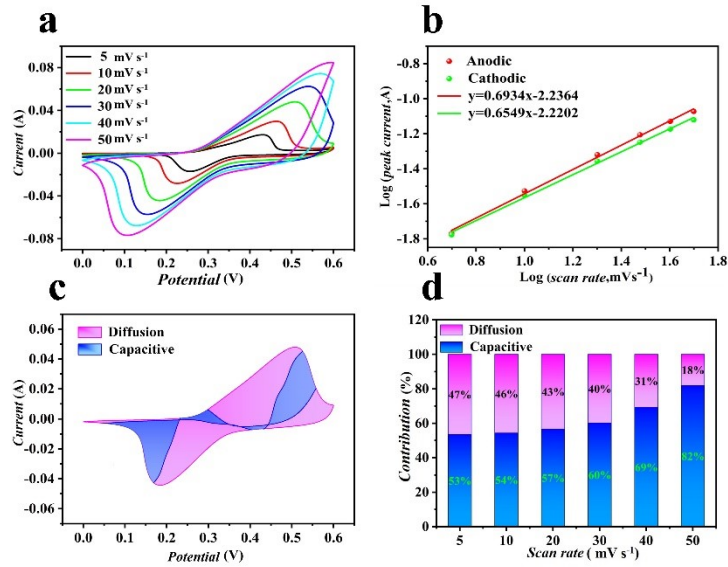 a
5 mV s⁻¹
10 mV s⁻¹
20 mV s⁻¹
30 mV s⁻¹
40 mV s⁻¹
50 mV s⁻¹
0.08
0.04
0.00
-0.04
-0.08
Current (A)
0.0 0.1 0.2 0.3 0.4 0.5 0.6
Potential (V)
b
Anodic
Cathodic
y=0.6934x-2.2364
y=0.6549x-2.2202
-0.8
-1.0
-1.2
-1.4
-1.6
-1.8
Log (peak current,A)
0.6 0.8 1.0 1.2 1.4 1.6 1.8
Log (scan rate,mVs⁻¹)
c
Diffusion
Capacitive
0.06
0.04
0.02
0.00
-0.02
-0.04
-0.06
Current (A)
0.0 0.1 0.2 0.3 0.4 0.5 0.6
Potential (V)
d
Diffusion
Capacitive
120
100
80
60
40
20
0
Contribution (%)
47% 46% 43% 40% 31% 18%
53% 54% 57% 60% 69% 82%
5 10 20 30 40 50
Scan rate ( mV s⁻¹)